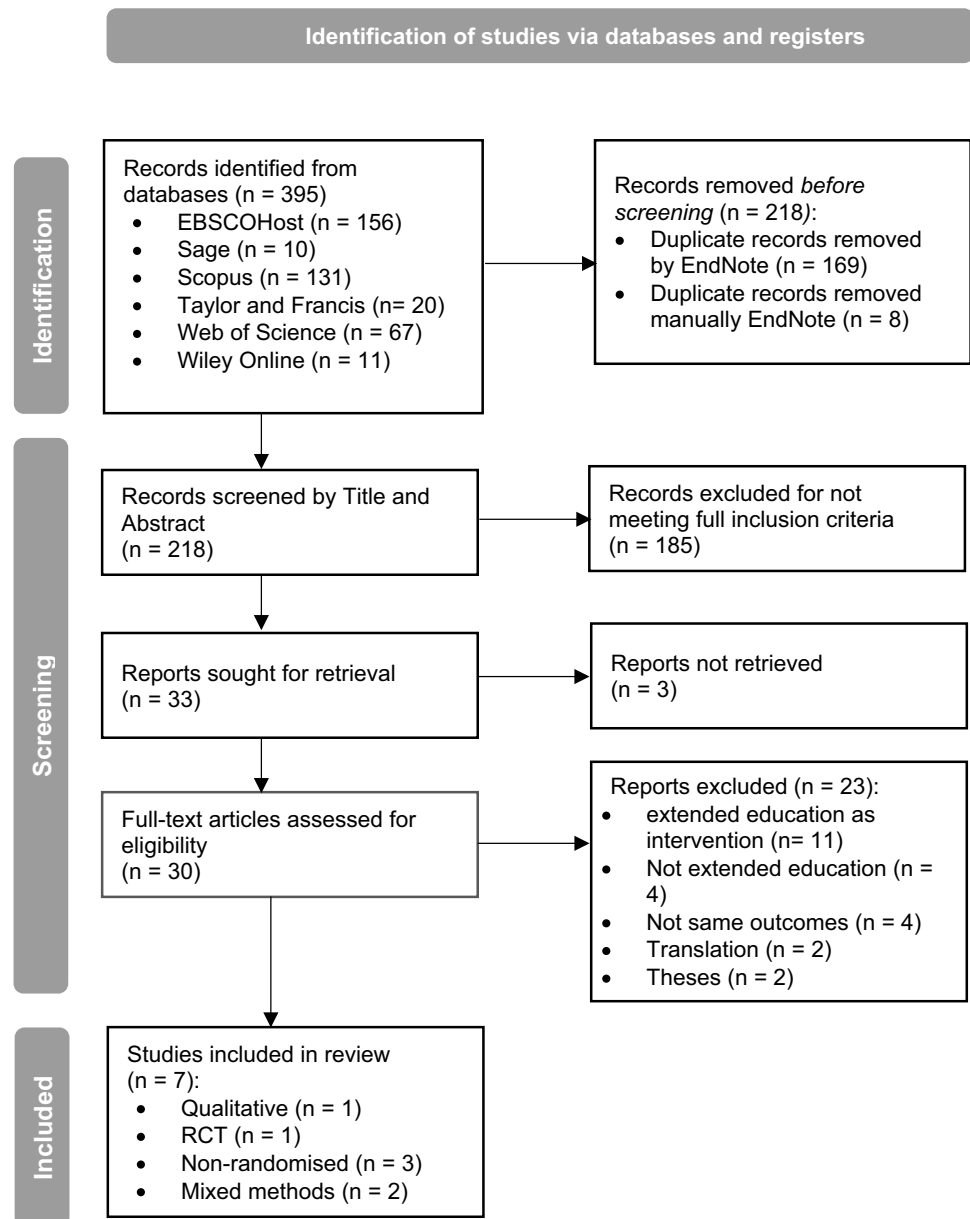 Identification of studies via databases and registers
Identification
Records identified from
databases (n = 395)
• EBSCOHost (n = 156)
• Sage (n = 10)
• Scopus (n = 131)
• Taylor and Francis (n= 20)
• Web of Science (n = 67)
• Wiley Online (n = 11)
Records removed before
screening (n = 218):
• Duplicate records removed
by EndNote (n = 169)
• Duplicate records removed
manually EndNote (n = 8)
Screening
Records screened by Title and
Abstract
(n = 218)
Records excluded for not
meeting full inclusion criteria
(n = 185)
Reports sought for retrieval
(n = 33)
Reports not retrieved
(n = 3)
Full-text articles assessed for
eligibility
(n = 30)
Reports excluded (n = 23):
• extended education as
intervention (n= 11)
• Not extended education (n =
4)
• Not same outcomes (n = 4)
• Translation (n = 2)
• Theses (n = 2)
Included
Studies included in review
(n = 7):
• Qualitative (n = 1)
• RCT (n = 1)
• Non-randomised (n = 3)
• Mixed methods (n = 2)